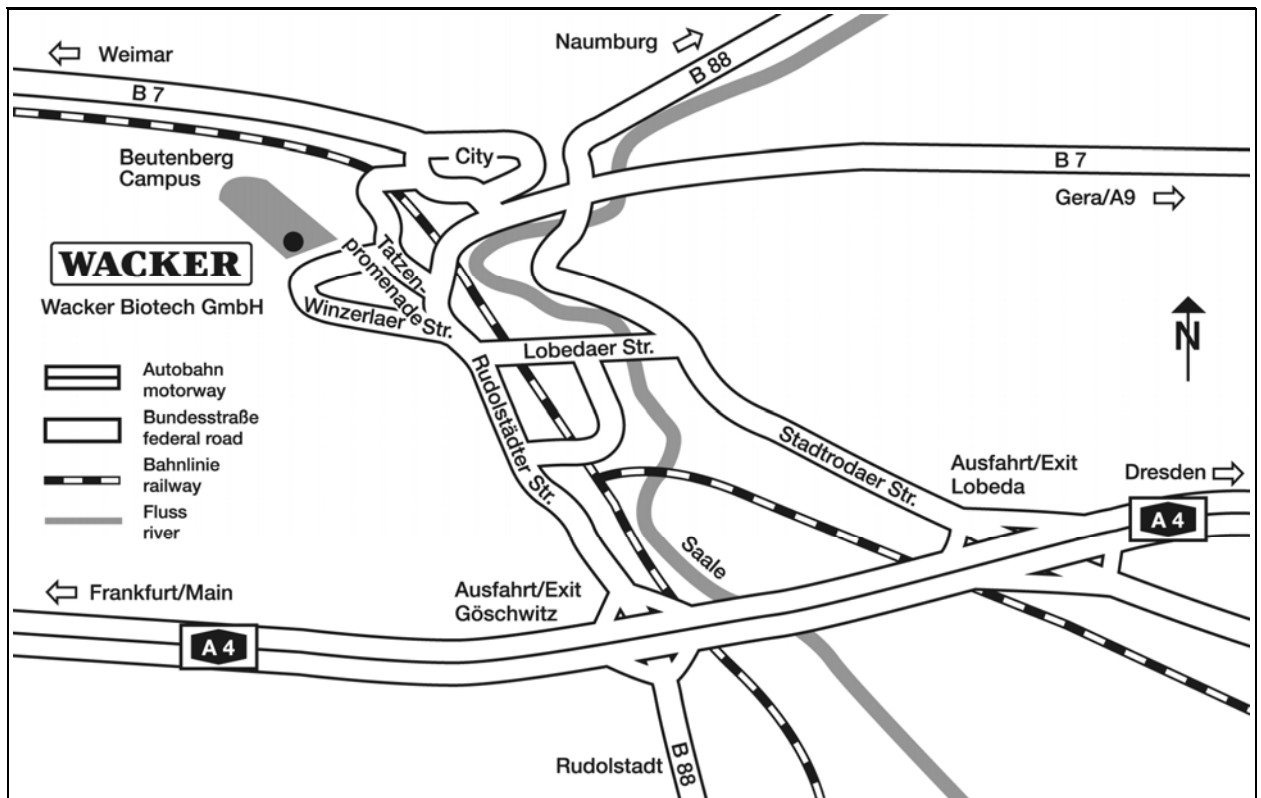 Weimar
Naumburg
B 88
B 7
City
B 7
Gera/A9
Beutenberg
Campus
WACKER
Wacker Biotech GmbH
Tatzen-
promenade
Winzerlaer Str.
Lobedaer Str.
N
Autobahn
motorway
Bundesstraße
federal road
Bahnlinie
railway
Fluss
river
Rudolstädter Str.
Stadtrodaer Str.
Ausfahrt/Exit
Lobeda
Dresden
A 4
Saale
Frankfurt/Main
Ausfahrt/Exit
Göschwitz
A 4
Rudolstadt
B 88